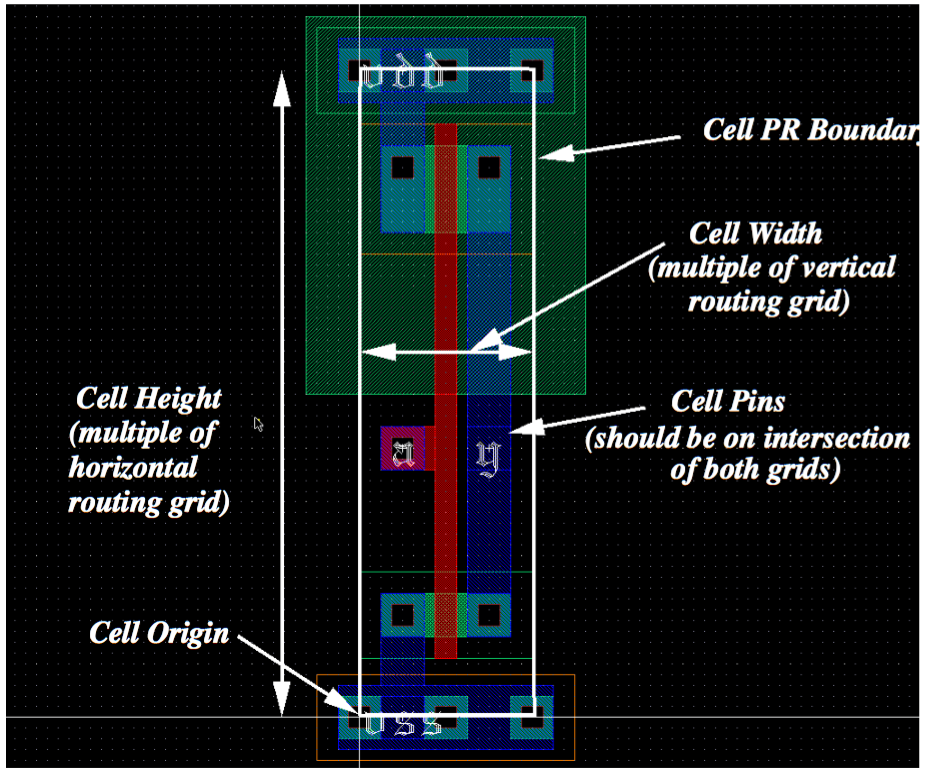 vdd
Cell PR Boundar
Cell Width
(multiple of vertical
routing grid)
Cell Height
(multiple of
horizontal
routing grid)
Cell Pins
(should be on intersection
of both grids)
a
y
Cell Origin
vss